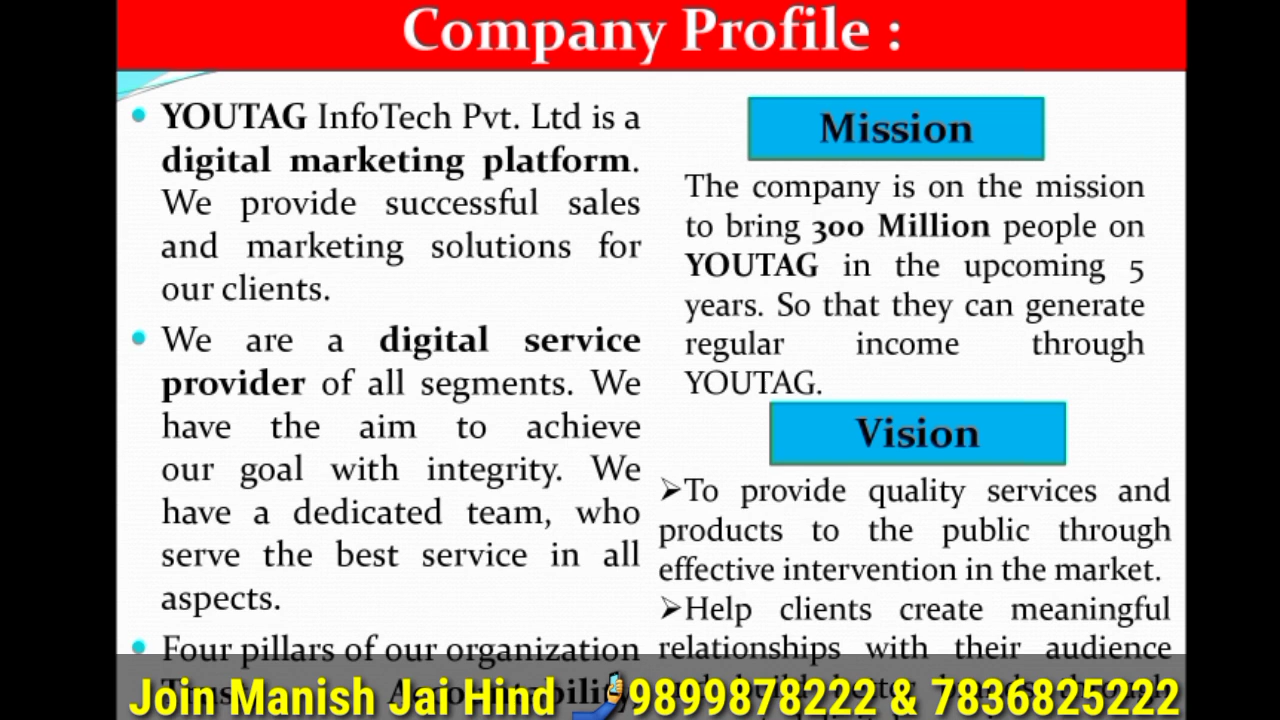 Company Profile :
YOUTAG InfoTech Pvt. Ltd is a
digital marketing platform.
We provide successful sales
and marketing solutions for
our clients.
We are a digital service
provider of all segments. We
have the aim to achieve
our goal with integrity. We
have a dedicated team, who
serve the best service in all
aspects.
Four pillars of our organization
Mission
The company is on the mission
to bring 300 Million people on
YOUTAG in the upcoming 5
years. So that they can generate
regular income through
YOUTAG.
Vision
➢To provide quality services and
products to the public through
effective intervention in the market.
➢Help clients create meaningful
relationships with their audience
Join Manish Jai Hind 9899878222 & 7836825222